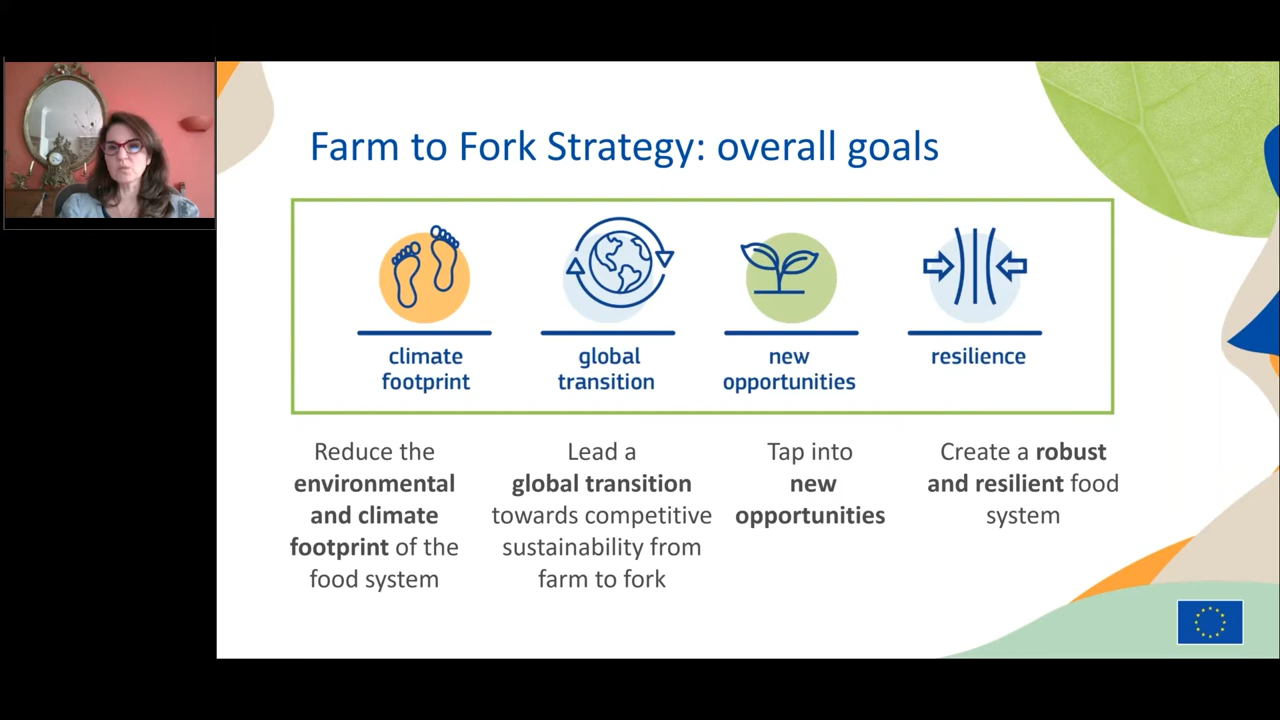 Farm to Fork Strategy: overall goals
climate
footprint
global
transition
new
opportunities
resilience
Reduce the
environmental
and climate
footprint of the
food system
Lead a
global transition
towards competitive
sustainability from
farm to fork
Tap into
new
opportunities
Create a robust
and resilient food
system